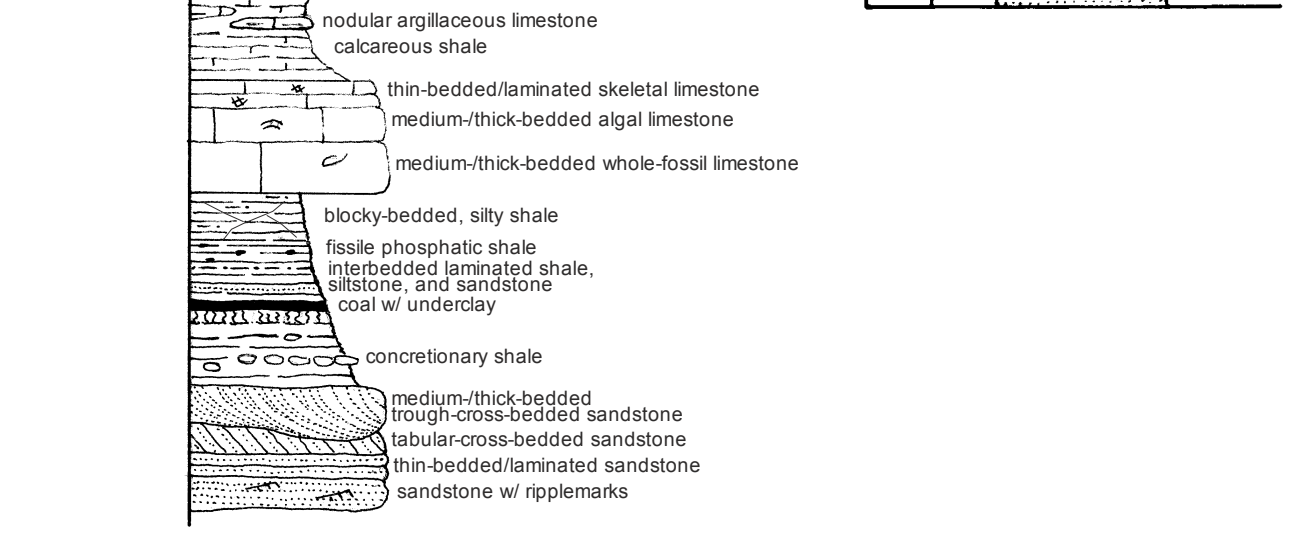 nodular argillaceous limestone
calcareous shale
thin-bedded/laminated skeletal limestone
medium-/thick-bedded algal limestone
medium-/thick-bedded whole-fossil limestone
blocky-bedded, silty shale
fissile phosphatic shale
interbedded laminated shale,
siltstone, and sandstone
coal w/ underclay
concretionary shale
medium-/thick-bedded
trough-cross-bedded sandstone
tabular-cross-bedded sandstone
thin-bedded/laminated sandstone
sandstone w/ ripplemarks